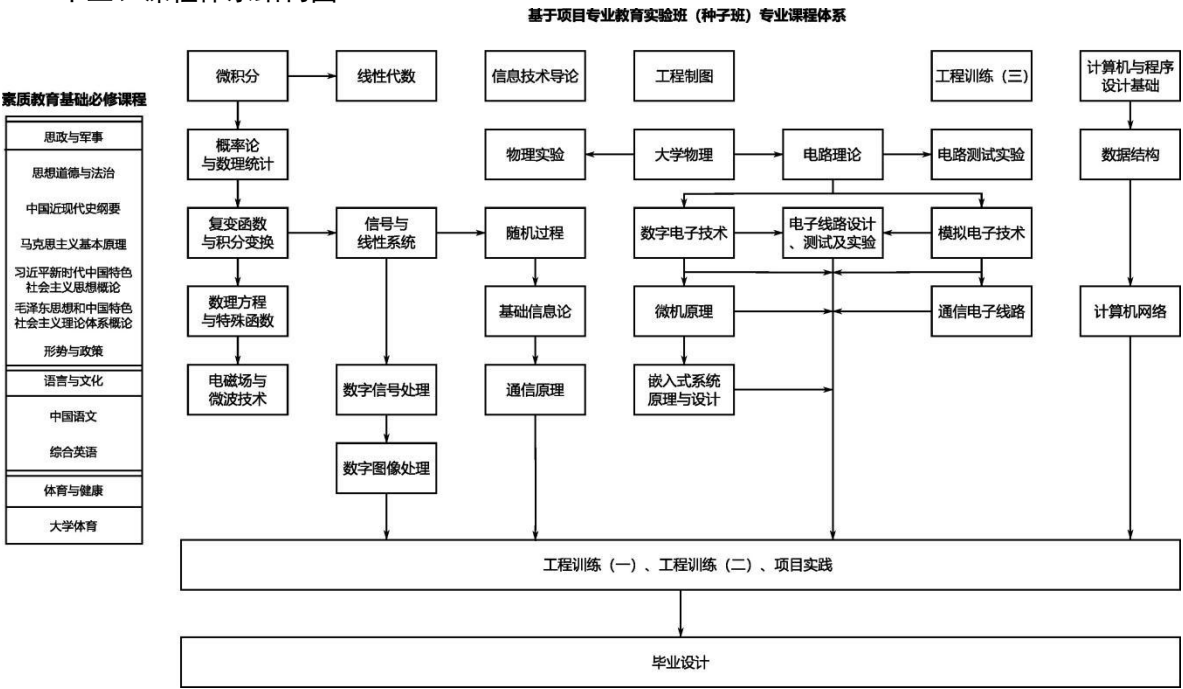 基于项目专业教育实验班（种子班）专业课程体系
素质教育基础必修课程
思政与军事
思想道德与法治
中国近现代史纲要
马克思主义基本原理
习近平新时代中国特色
社会主义思想概论
毛泽东思想和中国特色
社会主义理论体系概论
形势与政策
语言与文化
中国语文
综合英语
体育与健康
大学体育
微积分
线性代数
信息技术导论
工程制图
工程训练（三）
计算机与程序
设计基础
概率论
与数理统计
物理实验
大学物理
电路理论
电路测试实验
数据结构
复变函数
与积分变换
信号与
线性系统
随机过程
数字电子技术
电子线路设计
、测试及实验
模拟电子技术
数理方程
与特殊函数
基础信息论
微机原理
通信电子线路
计算机网络
电磁场与
微波技术
数字信号处理
通信原理
嵌入式系统
原理与设计
数字图像处理
工程训练（一）、工程训练（二）、项目实践
毕业设计